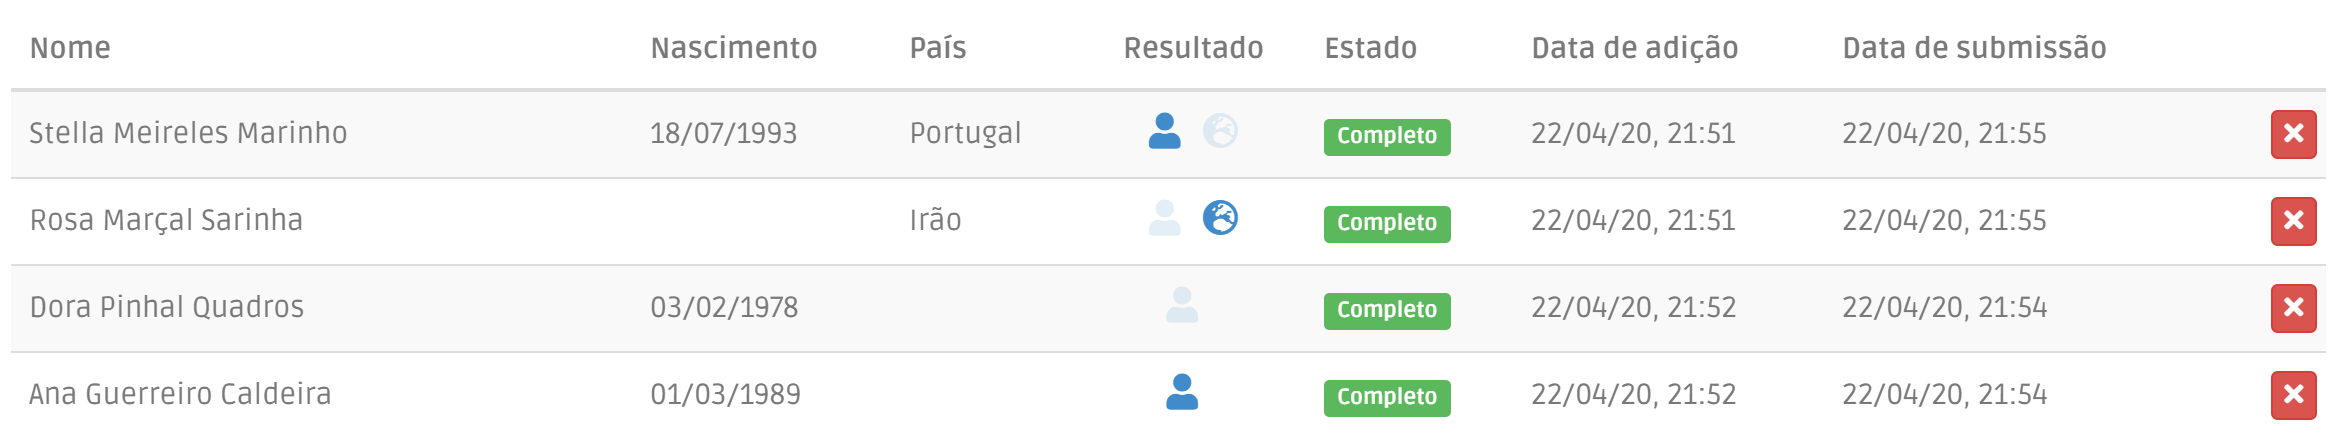 Nome Nascimento País Resultado Estado Data de adição Data de submissão
Stella Meireles Marinho 18/07/1993 Portugal Completo 22/04/20, 21:51 22/04/20, 21:55
Rosa Marçal Sarinha Irão Completo 22/04/20, 21:51 22/04/20, 21:55
Dora Pinhal Quadros 03/02/1978 Completo 22/04/20, 21:52 22/04/20, 21:54
Ana Guerreiro Caldeira 01/03/1989 Completo 22/04/20, 21:52 22/04/20, 21:54